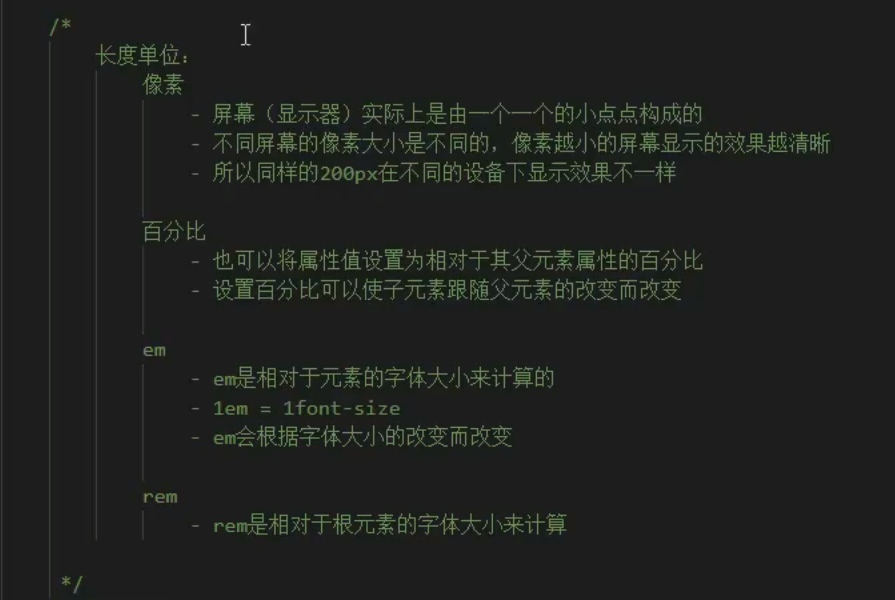 /*
长度单位：
像素
- 屏幕（显示器）实际上是由一个一个的小点点构成的
- 不同屏幕的像素大小是不同的，像素越小的屏幕显示的效果越清晰
- 所以同样的200px在不同的设备下显示效果不一样
百分比
- 也可以将属性值设置为相对于其父元素属性的百分比
- 设置百分比可以使子元素跟随父元素的改变而改变
em
- em是相对于元素的字体大小来计算的
- 1em = 1font-size
- em会根据字体大小的改变而改变
rem
- rem是相对于根元素的字体大小来计算
*/